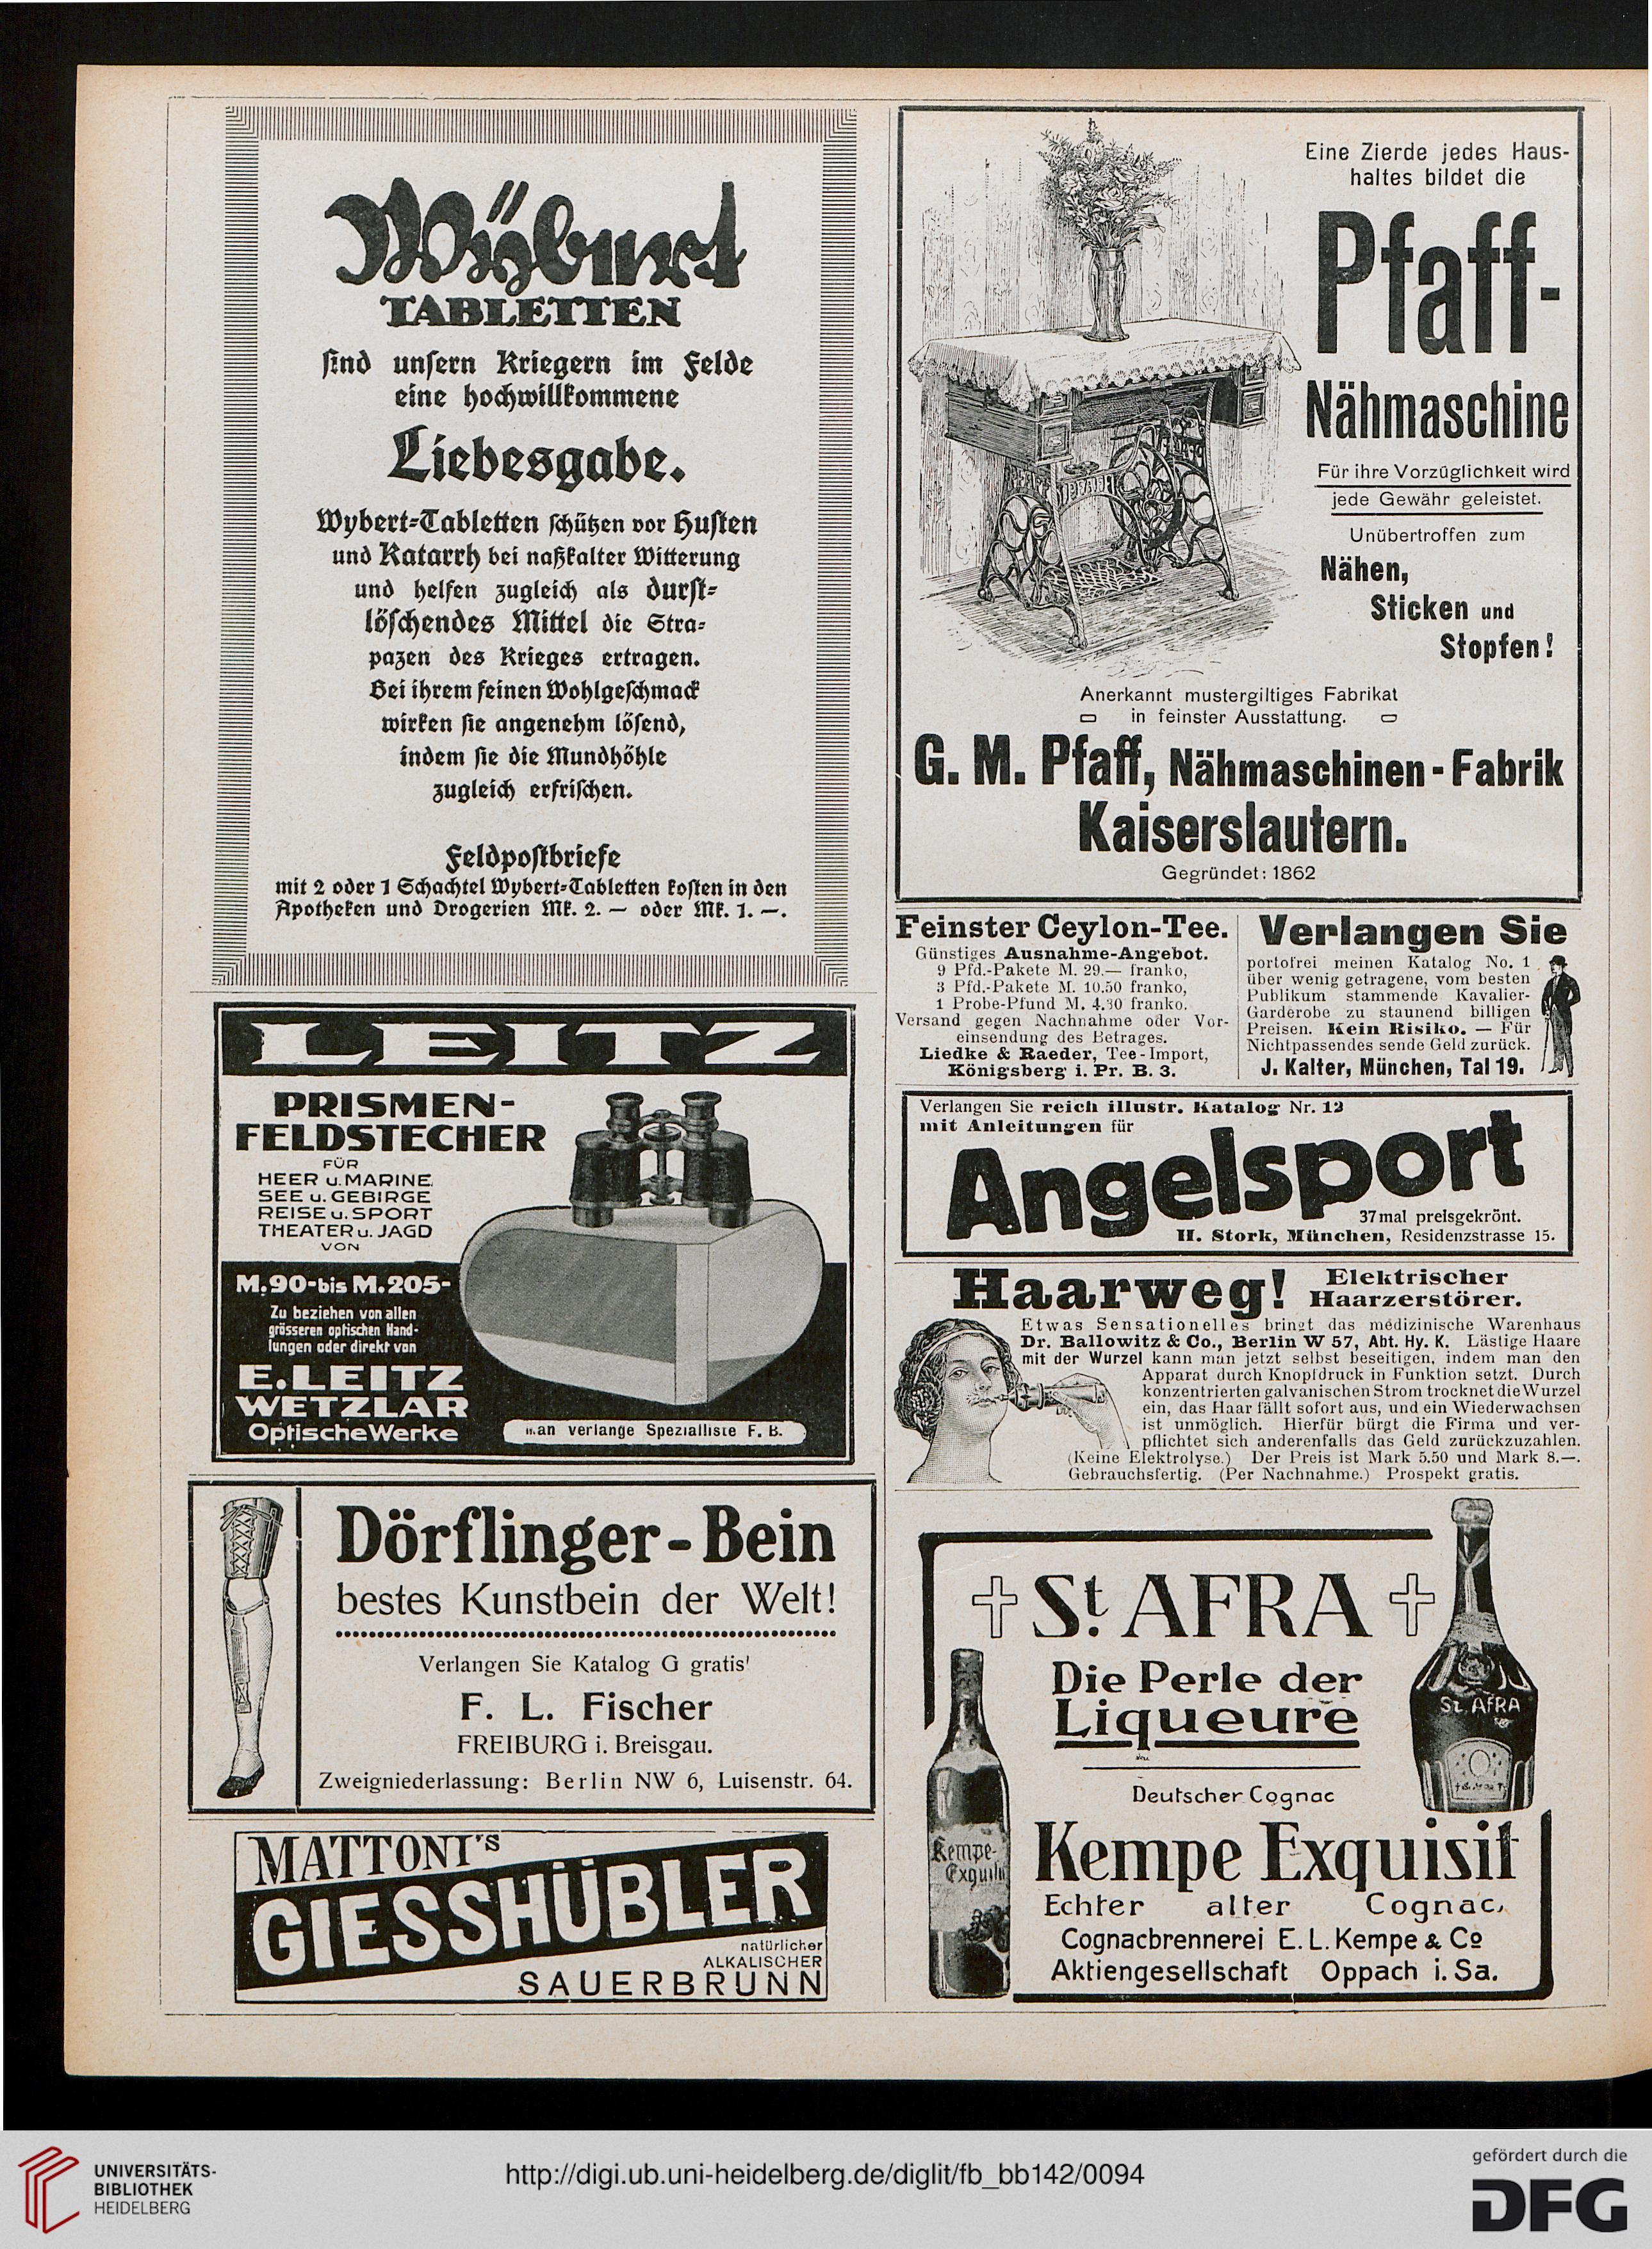 Wybert
TABLETTEN
sind unsern Kriegern im Felde
eine hochwillkommene
Liebesgabe.
Wybert-Tabletten schützen vor Husten
und Katarrh bei naßkalter Witterung
und helfen zugleich als durst-
löschendes Mittel die Stra-
pazen des Krieges ertragen.
Bei ihrem feinen Wohlgeschmack
wirken sie angenehm lösend,
indem sie die Mundhöhle
zugleich erfrischen.
Feldpostbriefe
mit 2 oder 1 Schachtel Wybert-Tabletten kosten in den
Apotheken und Drogerien Mk. 2. — oder Mk. 1. —.
LEITZ
PRISMEN-
FELDSTECHER
FÜR
HEER u. MARINE,
SEE u. GEBIRGE
REISE u. SPORT
THEATER u. JAGD
VON
M.90-bis M.205-
Zu beziehen von allen
grösseren optischen Hand-
lungen oder direkt von
E. LEITZ
WETZLAR
Optische Werke
Man verlange Spezialliste F. B.
Dörflinger-Bein
bestes Kunstbein der Welt!
Verlangen Sie Katalog G gratis!
F. L. Fischer
FREIBURG i. Breisgau.
Zweigniederlassung: Berlin NW 6, Luisenstr. 64.
MATTONI's
GIESSHÜBLER
natürlicher
ALKALISCHER
SAUERBRUNN
Eine Zierde jedes Haus-
haltes bildet die
Pfaff-
Nähmaschine
Für ihre Vorzüglichkeit wird
jede Gewähr geleistet.
Unübertroffen zum
Nähen,
Sticken und
Stopfen!
PFAFF
Anerkannt mustergiltiges Fabrikat
in feinster Ausstattung.
G. M. Pfaff, Nähmaschinen-Fabrik
Kaiserslautern.
Gegründet: 1862
Feinster Ceylon-Tee.
Günstiges Ausnahme-Angebot.
9 Pfd.-Pakete M. 29.— franko,
3 Pfd.-Pakete M. 10.50 franko,
1 Probe-Pfund M. 4.30 franko.
Versand gegen Nachnahme oder Vor-
einsendung des Betrages.
Liedke & Raeder, Tee-Import,
Königsberg i. Pr. B. 3.
Verlangen Sie
portofrei meinen Katalog No. 1
über wenig getragene, vom besten
Publikum stammende Kavalier-
Garderobe zu staunend billigen
Preisen. Kein Risiko. — Für
Nichtpassendes sende Geld zurück.
J. Kalter, München, Tal 19.
Verlangen Sie reich illustr. Katalog Nr. 12
mit Anleitungen für
Angelsport
37 mal preisgekrönt.
H. Stork, München, Residenzstrasse 15.
Haarweg! Elektrischer
Haarzerstörer.
Etwas Sensationelles bringt das medizinische Warenhaus
Dr. Ballowitz & Co., Berlin W 57, Abt. Hy. K. Lästige Haare
mit der Wurzel kann man jetzt selbst beseitigen, indem man den
Apparat durch Knopfdruck in Funktion setzt. Durch
konzentrierten galvanischen Strom trocknet die Wurzel
ein, das Haar fällt sofort aus, und ein Wiederwachsen
ist unmöglich. Hierfür bürgt die Firma und ver-
pflichtet sich anderenfalls das Geld zurückzuzahlen.
(Keine Elektrolyse.) Der Preis ist Mark 5.50 und Mark 8.—.
Gebrauchsfertig. (Per Nachnahme.) Prospekt gratis.
St. AFRA
Die Perle der
Liqueure
St. AFRA
Deutscher Cognac
Kempe-
Exquisit
Kempe Exquisit
Echter alter Cognac,
Cognacbrennerei E. L. Kempe & Co
Aktiengesellschaft Oppach i. Sa.
UNIVERSITÄTS-
BIBLIOTHEK
HEIDELBERG
http://digi.ub.uni-heidelberg.de/diglit/fb_bb142/0094
gefördert durch die
DFG